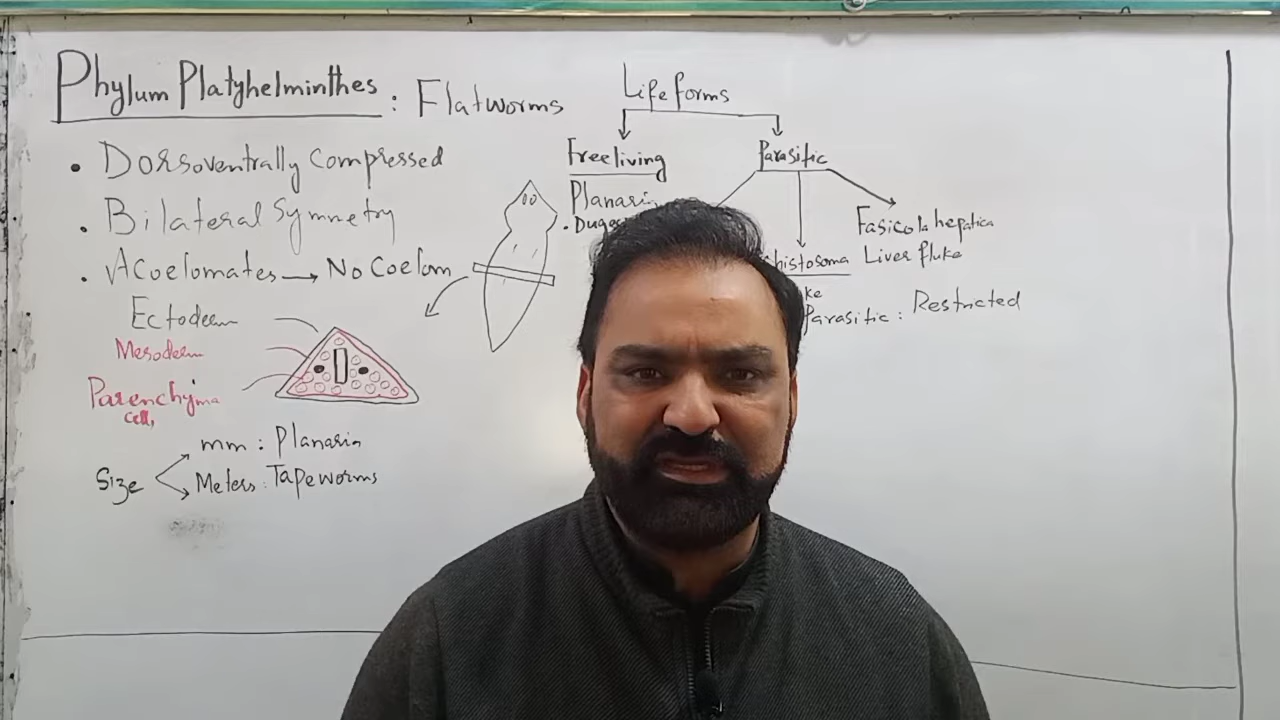 Phylum Platyhelminthes : Flatworms
• Dorsoventrally Compressed
• Bilateral Symmetry
• Acoelomates → No Coelom
Ectoderm
Mesoderm
Parenchyma
Cells
Size
mm : Planaria
Meters : Tapeworms
Life forms
Freeliving
Parasitic
Fasicola hepatica
Liver fluke
Parasitic : Restricted